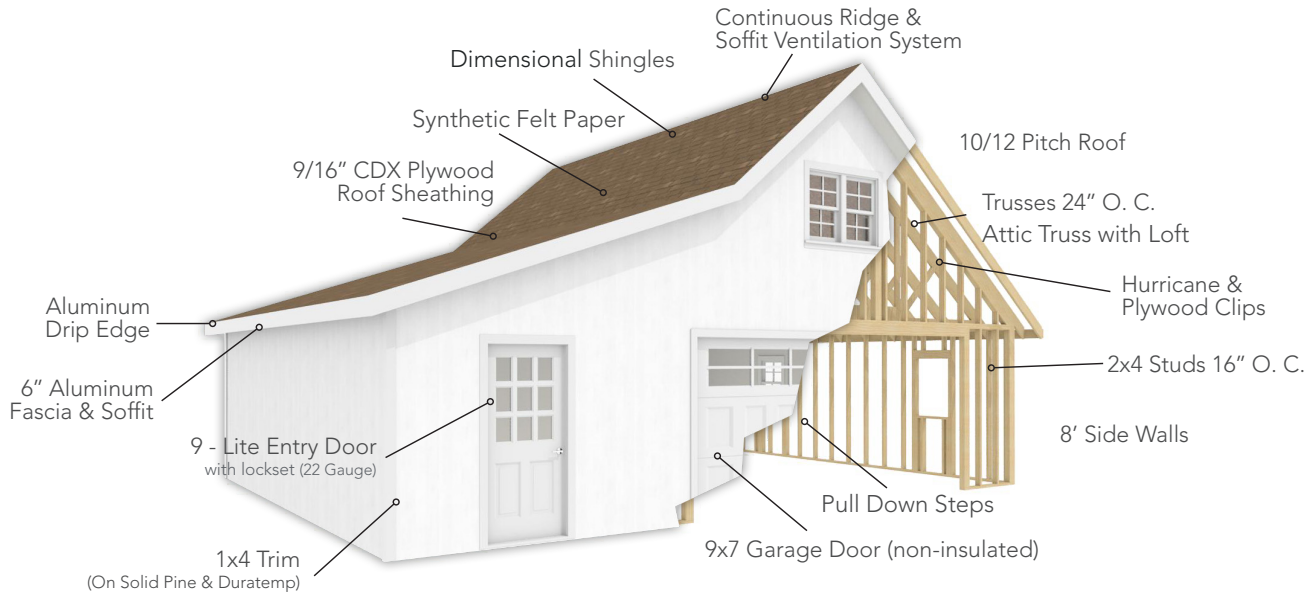 Continuous Ridge &
Soffit Ventilation System
Dimensional Shingles
Synthetic Felt Paper
9/16” CDX Plywood
Roof Sheathing
10/12 Pitch Roof
Trusses 24” O. C.
Attic Truss with Loft
Hurricane &
Plywood Clips
Aluminum
Drip Edge
2x4 Studs 16” O. C.
6” Aluminum
Fascia & Soffit
8’ Side Walls
9 - Lite Entry Door
with lockset (22 Gauge)
Pull Down Steps
9x7 Garage Door (non-insulated)
1x4 Trim
(On Solid Pine & Duratemp)